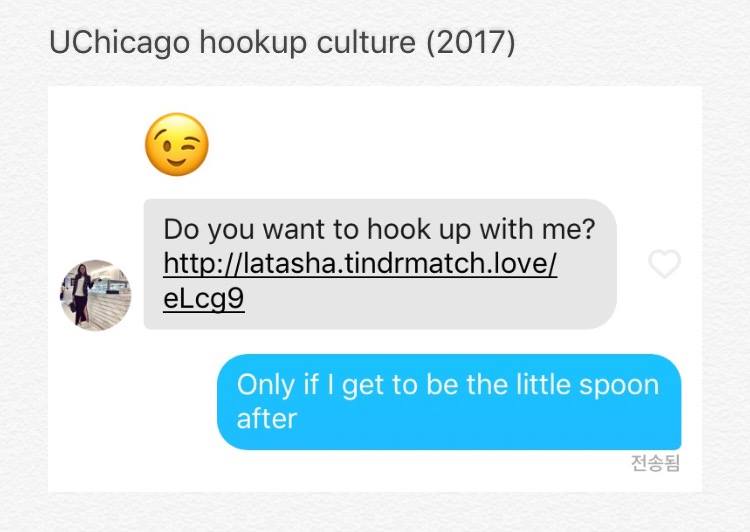 UChicago hookup culture (2017)
Do you want to hook up with me?
http://latasha.tindrmatch.love/
eLcg9
Only if I get to be the little spoon
after
전송됨